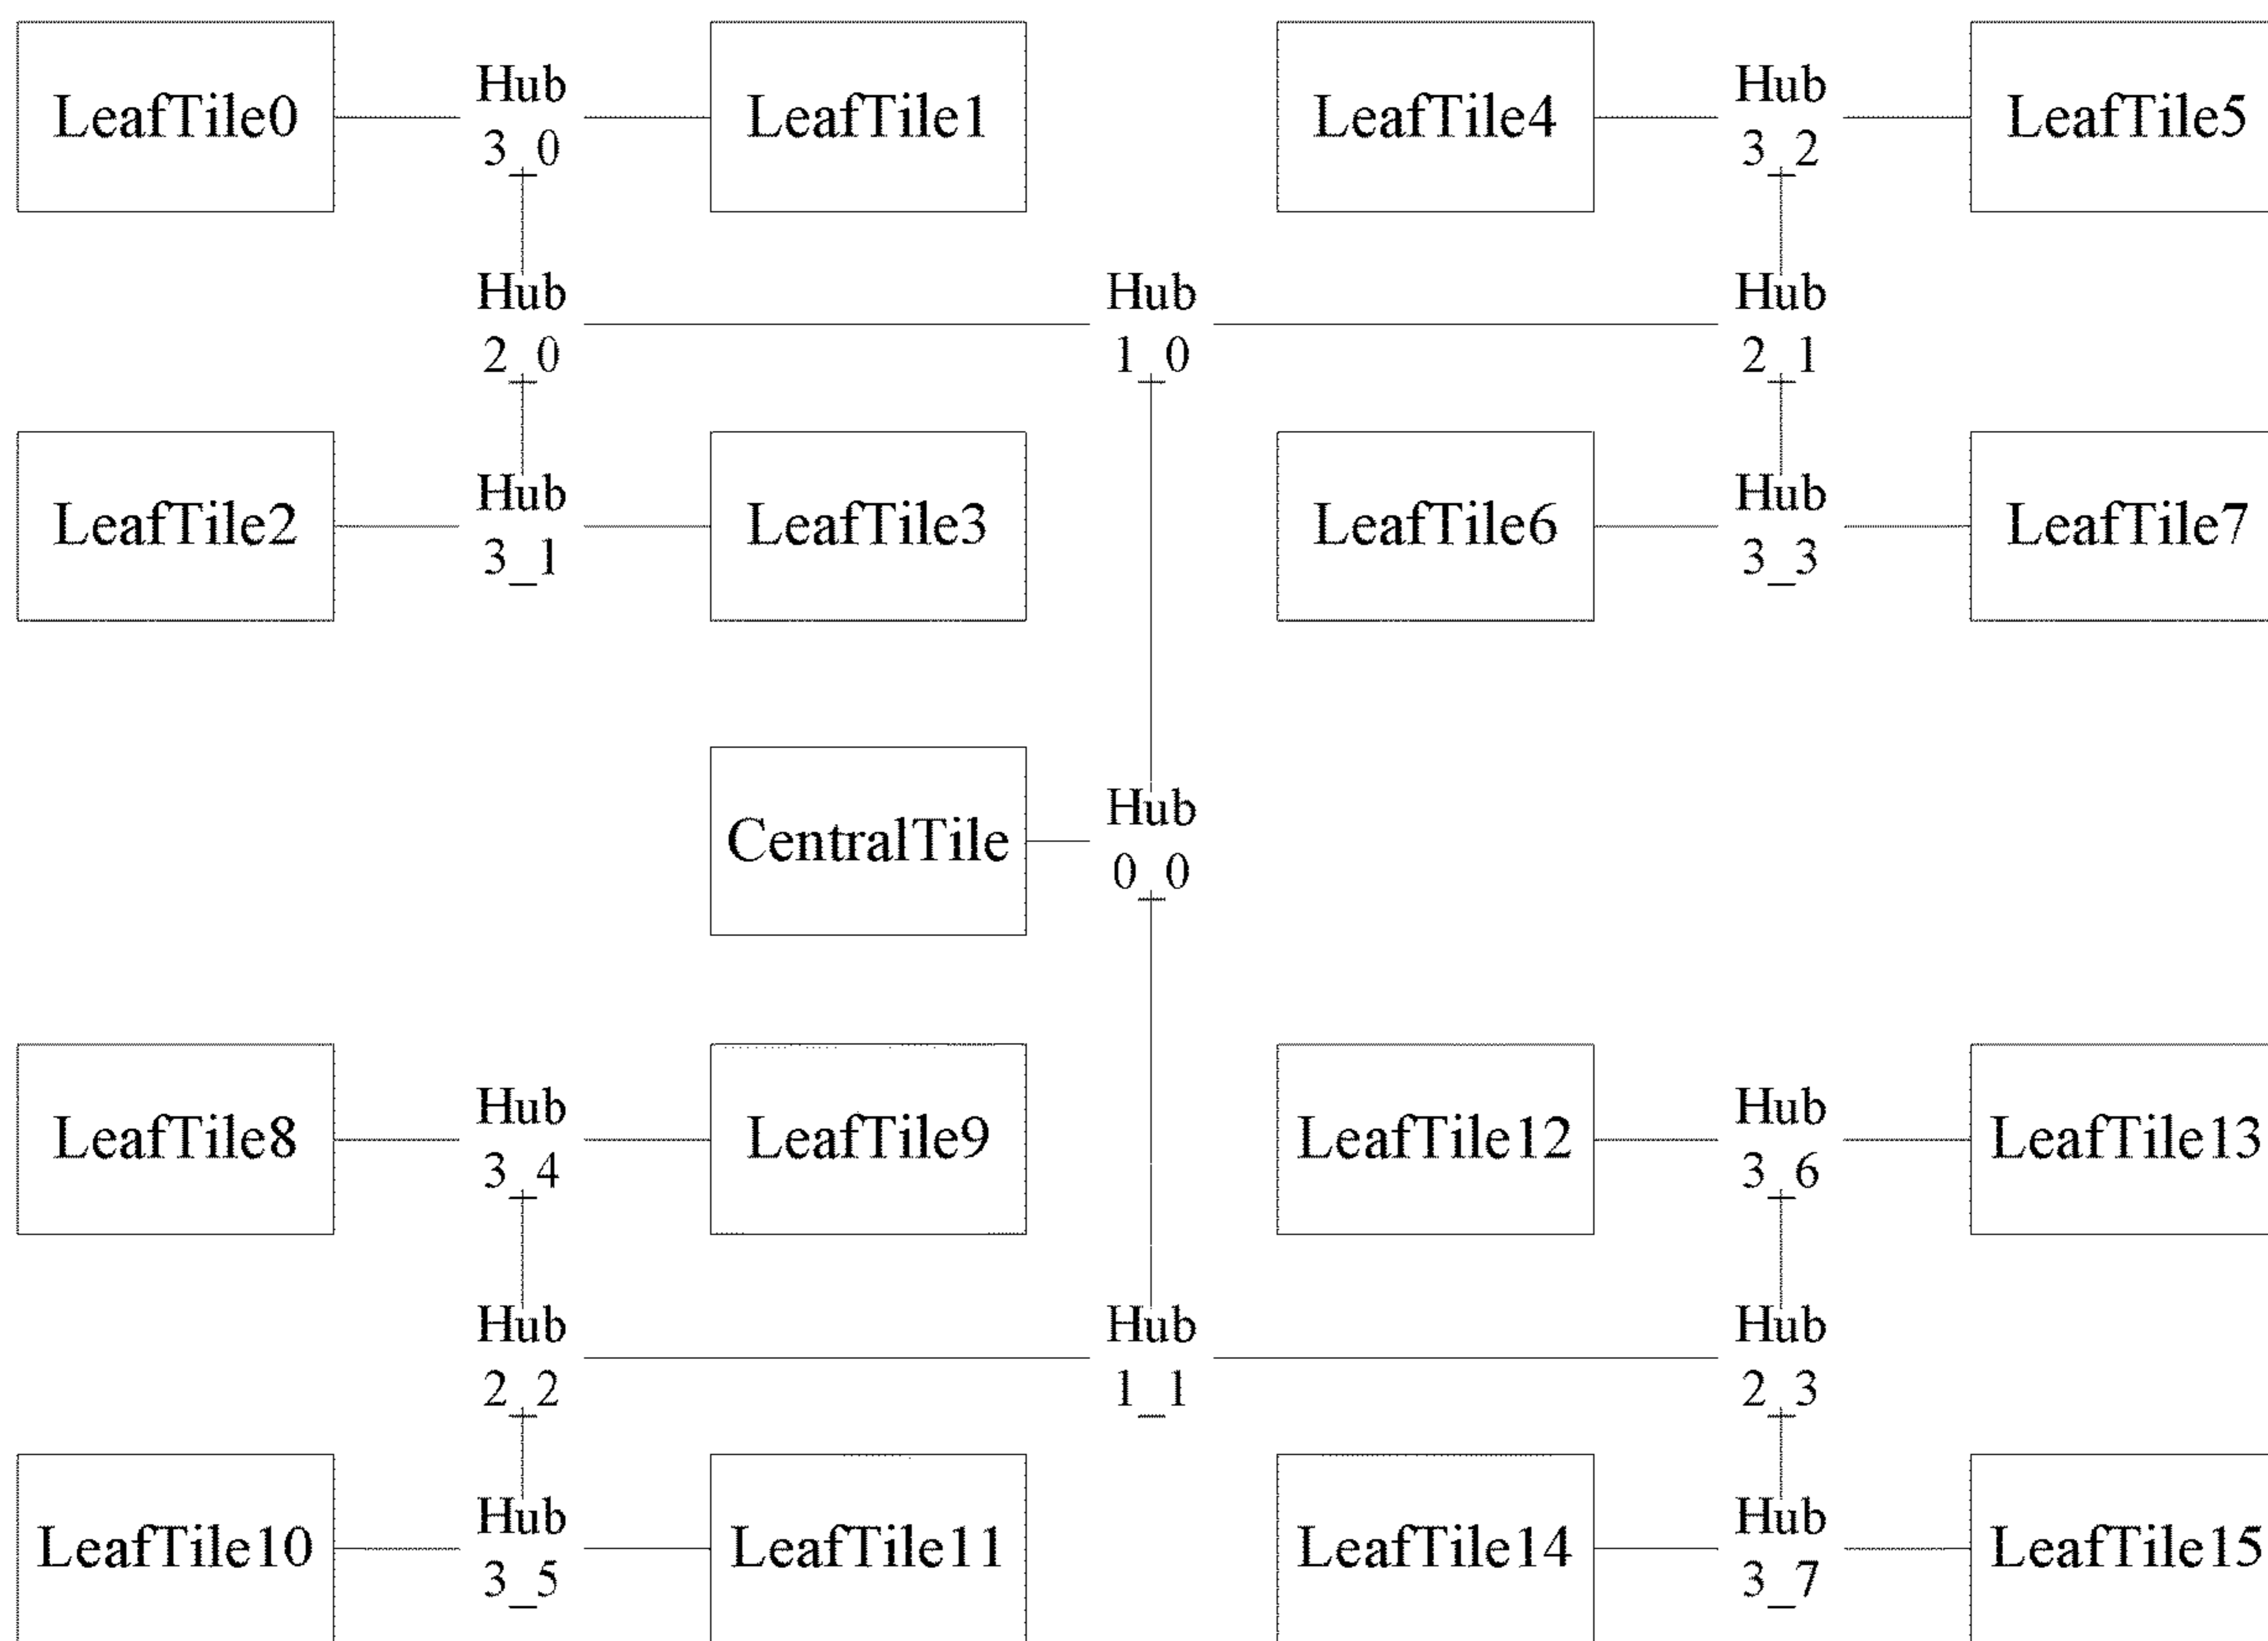 LeafTile0
Hub
3_0
LeafTile1
LeafTile4
Hub
3_2
LeafTile5
Hub
2_0
Hub
1_0
Hub
2_1
LeafTile2
Hub
3_1
LeafTile3
LeafTile6
Hub
3_3
LeafTile7
CentralTile
Hub
0_0
LeafTile8
Hub
3_4
LeafTile9
LeafTile12
Hub
3_6
LeafTile13
Hub
2_2
Hub
1_1
Hub
2_3
LeafTile10
Hub
3_5
LeafTile11
LeafTile14
Hub
3_7
LeafTile15